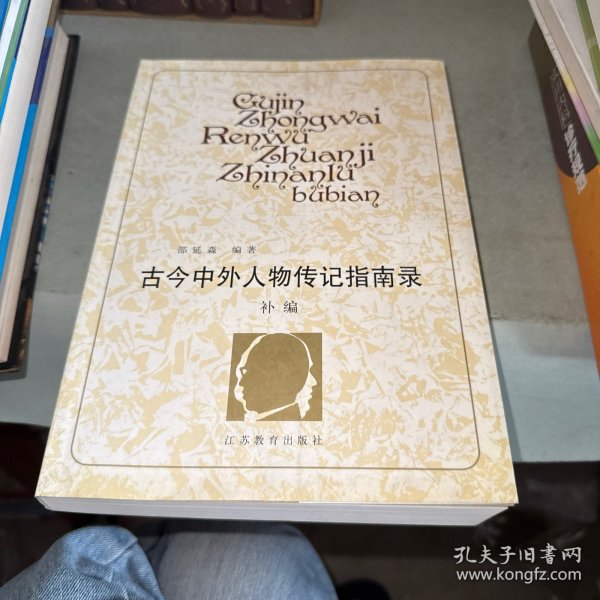 Gujin
Zhongwai
Renwu
Zhuanji
Zhinanlu
bubian
邵延淼 编著
古今中外人物传记指南录
补编
江苏教育出版社
孔夫子旧书网
www.kongfz.com